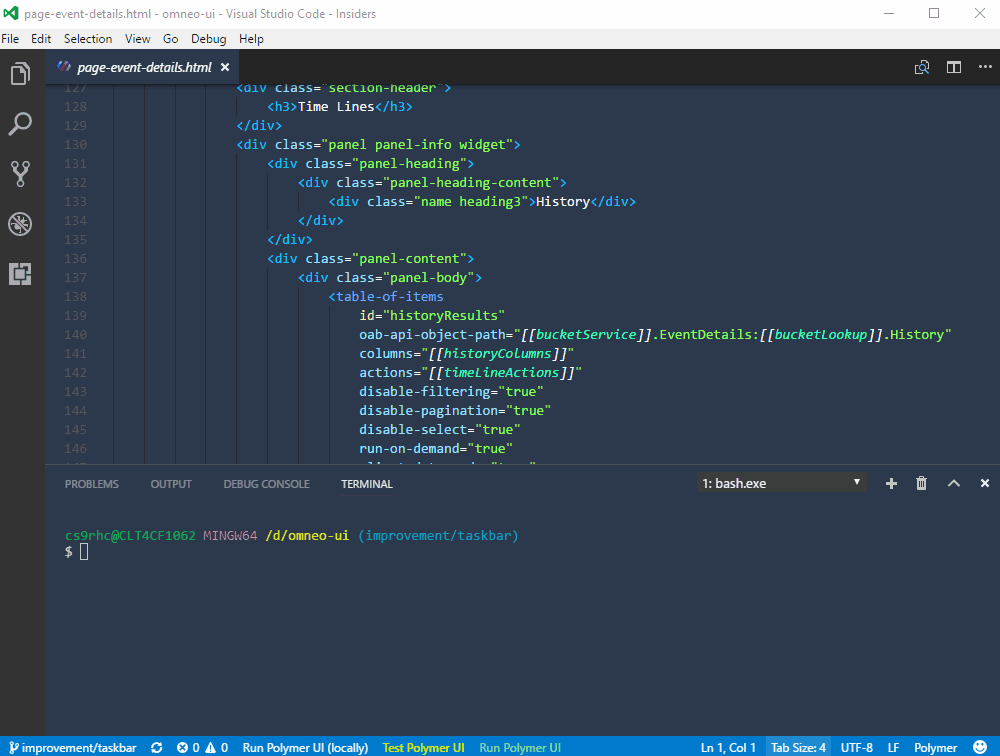 page-event-details.html - omneo-ui - Visual Studio Code - Insiders
File Edit Selection View Go Debug Help
page-event-details.html
127 <div class="section-header">
128 <h3>Time Lines</h3>
129 </div>
130 <div class="panel panel-info widget">
131 <div class="panel-heading">
132 <div class="panel-heading-content">
133 <div class="name heading3">History</div>
134 </div>
135 </div>
136 <div class="panel-content">
137 <div class="panel-body">
138 <table-of-items
139 id="historyResults"
140 oab-api-object-path="[[bucketService]].EventDetails:[[bucketLookup]].History"
141 columns="[[historyColumns]]"
142 actions="[[timeLineActions]]"
143 disable-filtering="true"
144 disable-pagination="true"
145 disable-select="true"
146 run-on-demand="true"
PROBLEMS OUTPUT DEBUG CONSOLE TERMINAL 1: bash.exe
cs9rhc@CLT4CF1062 MINGW64 /d/omneo-ui (improvement/taskbar)
$
improvement/taskbar 0 0 Run Polymer UI (locally) Test Polymer UI Run Polymer UI Ln 1, Col 1 Tab Size: 4 UTF-8 LF Polymer